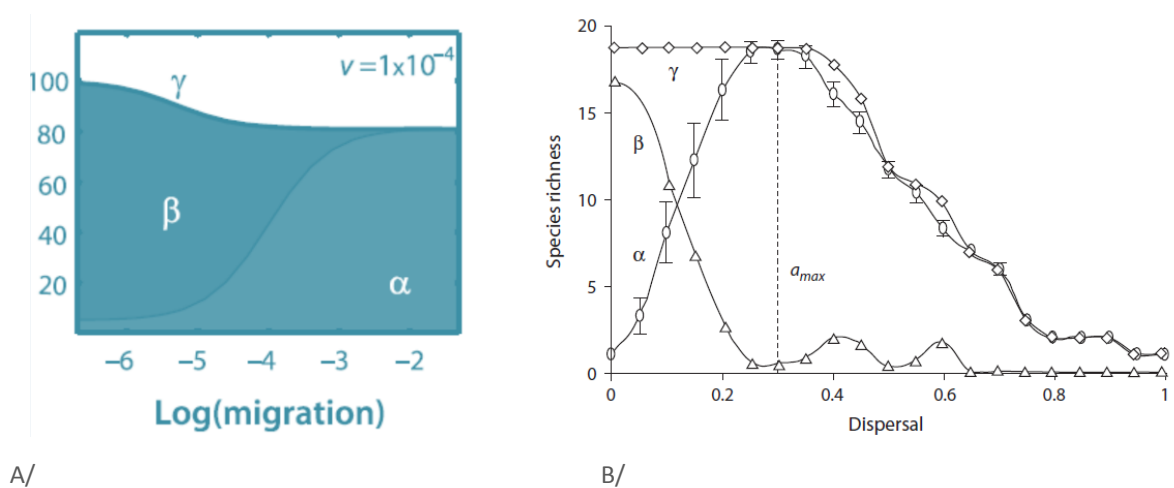 ν = 1x10⁻⁴
γ
100
80
60
40
20
β
α
−6 −5 −4 −3 −2
Log(migration)
A/
20
15
10
5
0
Species richness
γ
β
α
a_max
0 0.2 0.4 0.6 0.8 1
Dispersal
B/